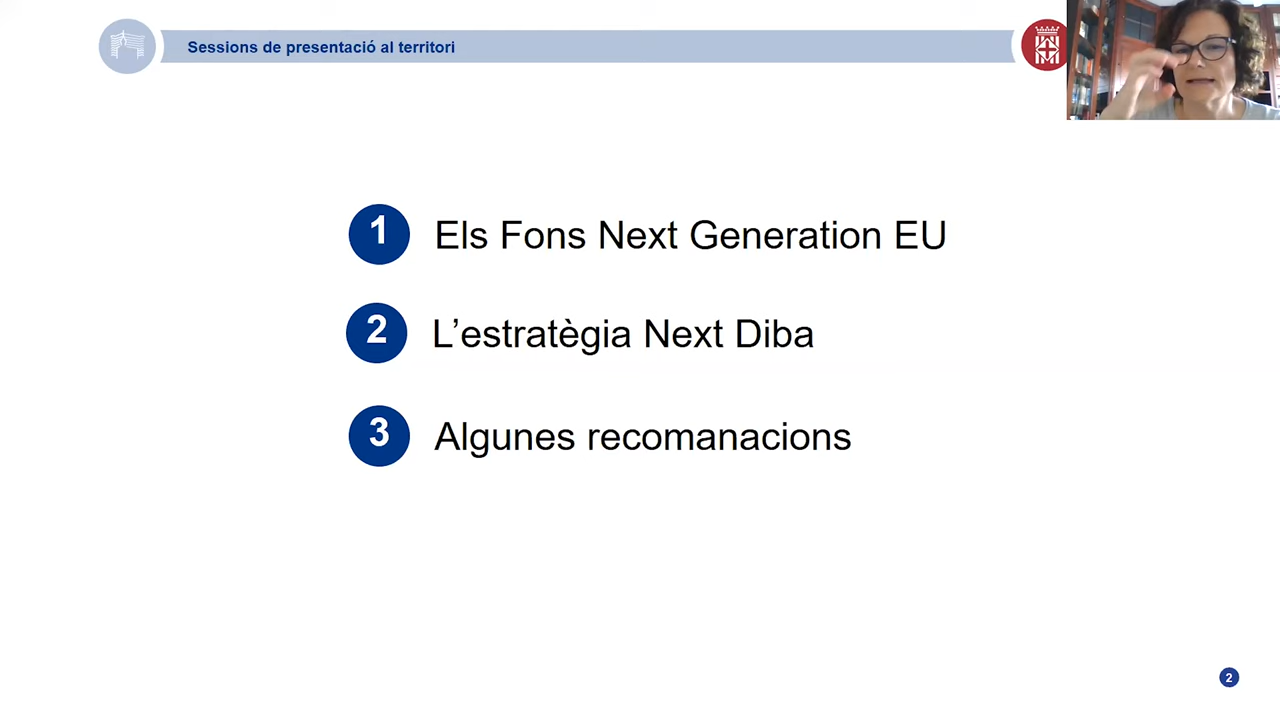 Sessions de presentació al territori
1 Els Fons Next Generation EU
2 L’estratègia Next Diba
3 Algunes recomanacions
2